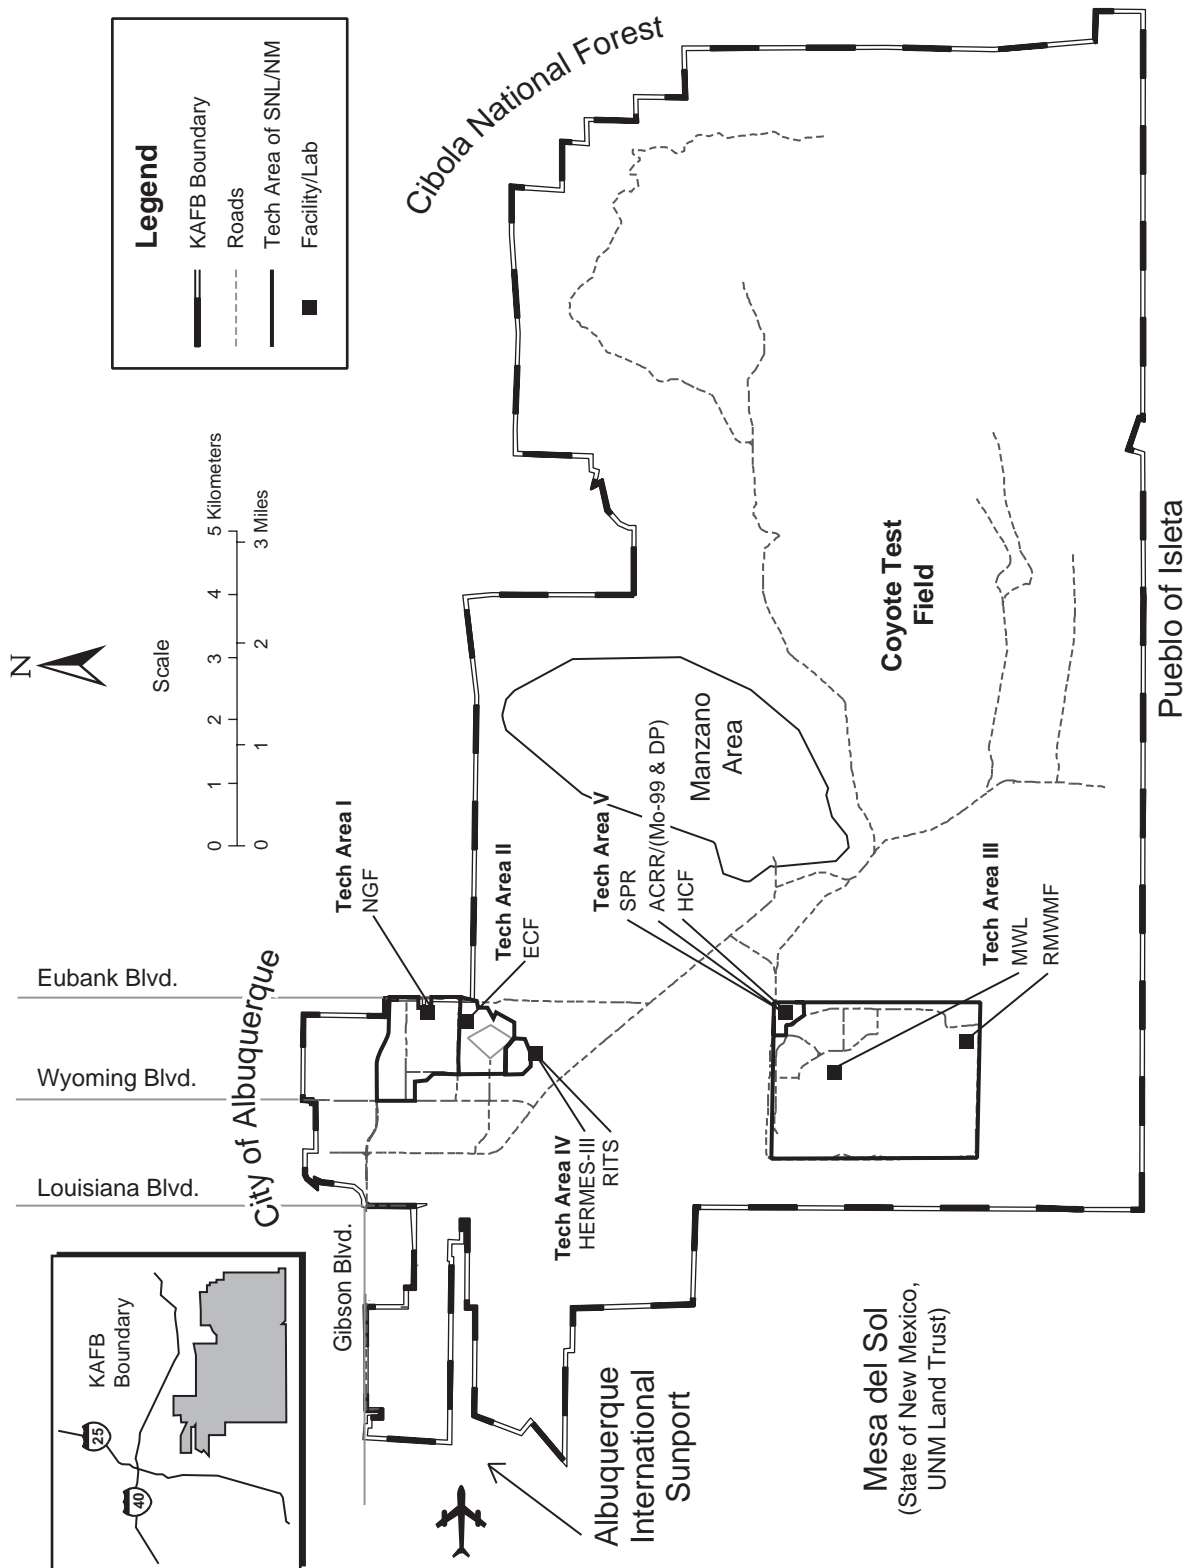 KAFB
Boundary
25
40
Gibson Blvd.
Louisiana Blvd.
Wyoming Blvd.
Eubank Blvd.
City of Albuquerque
N
Scale
0 1 2 3 4 5 Kilometers
0 1 2 3 Miles
Legend
KAFB Boundary
Roads
Tech Area of SNL/NM
Facility/Lab
Cibola National Forest
Tech Area I
NGF
Tech Area II
ECF
Tech Area IV
HERMES-III
RITS
Tech Area V
SPR
ACRR/(Mo-99 & DP)
HCF
Manzano
Area
Coyote Test
Field
Tech Area III
MWL
RMWMF
Albuquerque
International
Sunport
Mesa del Sol
(State of New Mexico,
UNM Land Trust)
Pueblo of Isleta